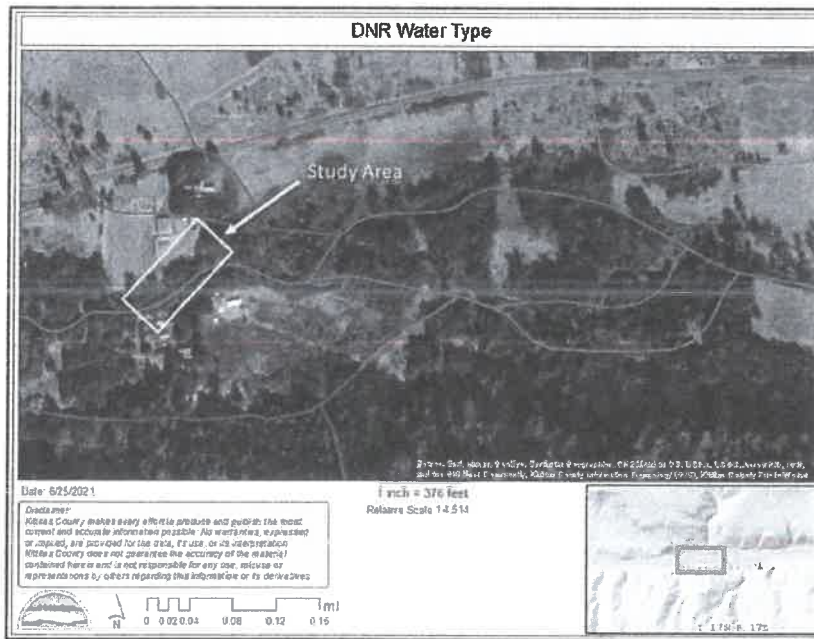 DNR Water Type
Study Area
Date: 6/25/2021
1 inch = 376 feet
Relative Scale 1:4,514
Disclaimer:
Kittitas County makes every effort to produce and publish the most
current and accurate information possible. No warranties, expressed
or implied, are provided for the data, its use, or its interpretation.
Kittitas County does not guarantee the accuracy of the material
contained herein and is not responsible for any use, misuse or
representations by others regarding this information or its derivatives.
N
0 0.02 0.04 0.08 0.12 0.16
mi